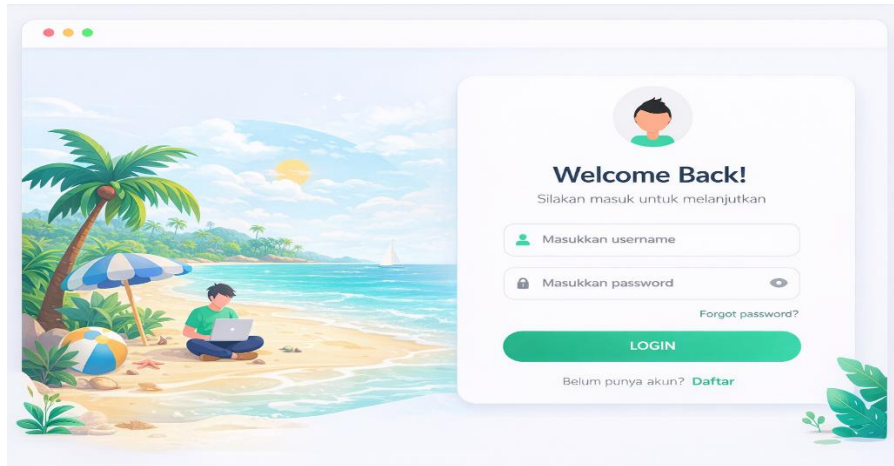 Welcome Back!
Silakan masuk untuk melanjutkan
Masukkan username
Masukkan password
Forgot password?
LOGIN
Belum punya akun? Daftar